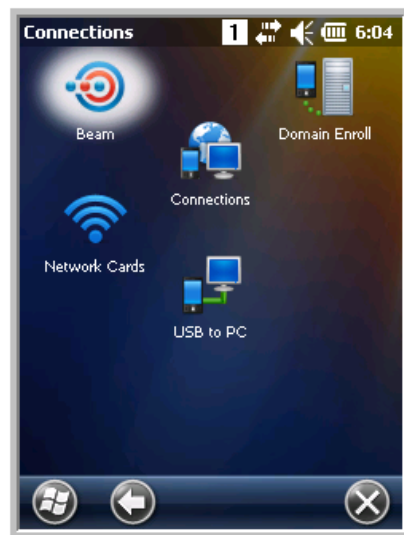 Connections 1 6:04
Beam
Domain Enroll
Connections
Network Cards
USB to PC